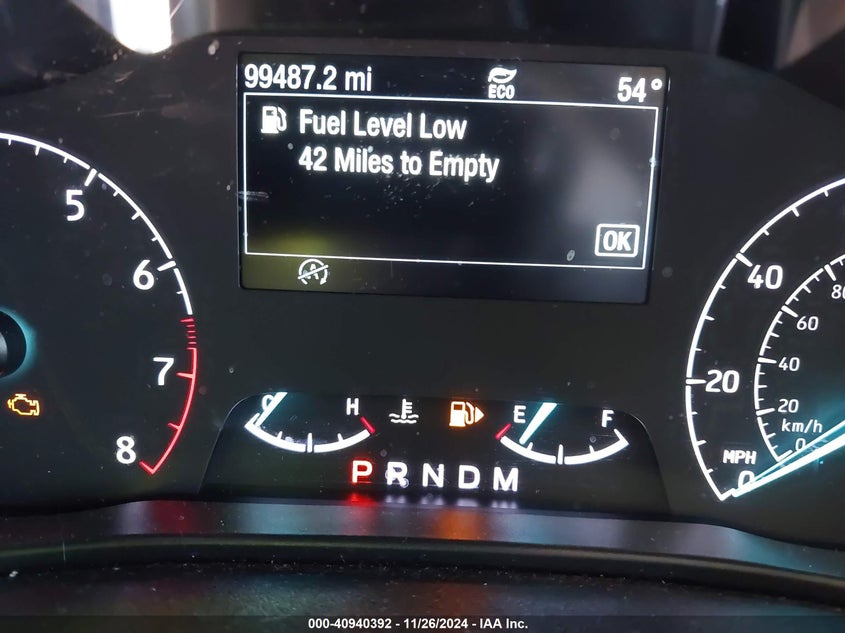 99487.2 mi ECO 54°
Fuel Level Low
42 Miles to Empty
OK
A
5
6
7
8
C H
E F
P R N D M
40
20
0
MPH
80
60
40
20
0
km/h
000-40940392 - 11/26/2024 - IAA Inc.